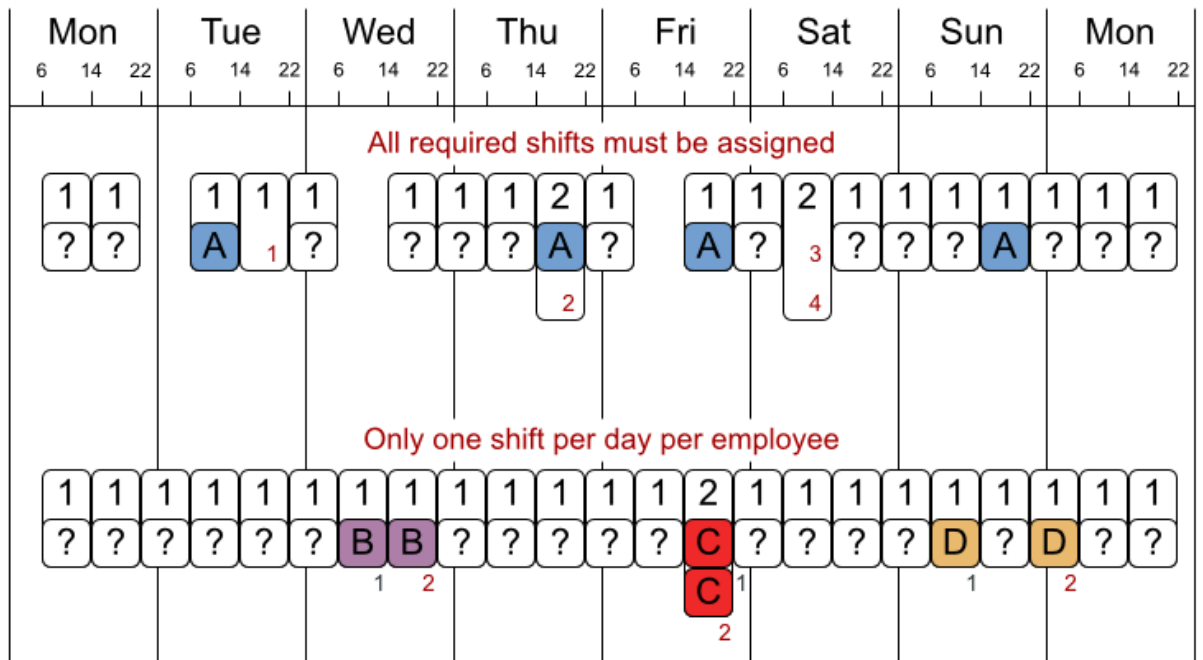 Mon Tue Wed Thu Fri Sat Sun Mon
6 14 22 6 14 22 6 14 22 6 14 22 6 14 22 6 14 22 6 14 22 6 14 22
All required shifts must be assigned
1 1 1 1 1 1 1 1 2 1 1 1 2 1 1 1 1 1 1 1
? ? A 1 ? ? ? ? A ? A ? 3 ? ? ? A ? ? ?
2 4
Only one shift per day per employee
1 1 1 1 1 1 1 1 1 1 1 1 1 2 1 1 1 1 1 1 1 1 1
? ? ? ? ? ? B B ? ? ? ? ? C ? ? ? ? D ? D ? ?
1 2 C 1 1 2
2